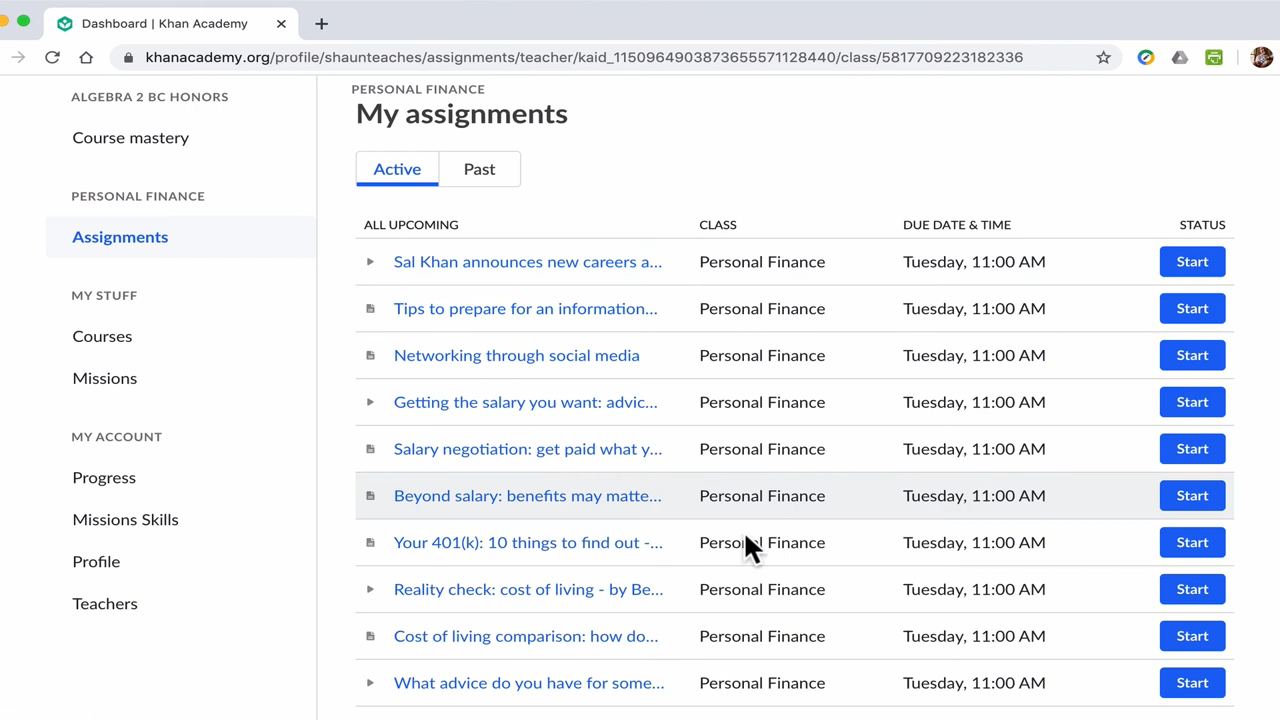 Dashboard | Khan Academy
khanacademy.org/profile/shaunteaches/assignments/teacher/kaid_1150964903873655571128440/class/5817709223182336
ALGEBRA 2 BC HONORS
Course mastery
PERSONAL FINANCE
Assignments
MY STUFF
Courses
Missions
MY ACCOUNT
Progress
Missions Skills
Profile
Teachers
PERSONAL FINANCE
My assignments
Active Past
ALL UPCOMING CLASS DUE DATE & TIME STATUS
Sal Khan announces new careers a... Personal Finance Tuesday, 11:00 AM Start
Tips to prepare for an information... Personal Finance Tuesday, 11:00 AM Start
Networking through social media Personal Finance Tuesday, 11:00 AM Start
Getting the salary you want: advic... Personal Finance Tuesday, 11:00 AM Start
Salary negotiation: get paid what y... Personal Finance Tuesday, 11:00 AM Start
Beyond salary: benefits may matte... Personal Finance Tuesday, 11:00 AM Start
Your 401(k): 10 things to find out -... Personal Finance Tuesday, 11:00 AM Start
Reality check: cost of living - by Be... Personal Finance Tuesday, 11:00 AM Start
Cost of living comparison: how do... Personal Finance Tuesday, 11:00 AM Start
What advice do you have for some... Personal Finance Tuesday, 11:00 AM Start